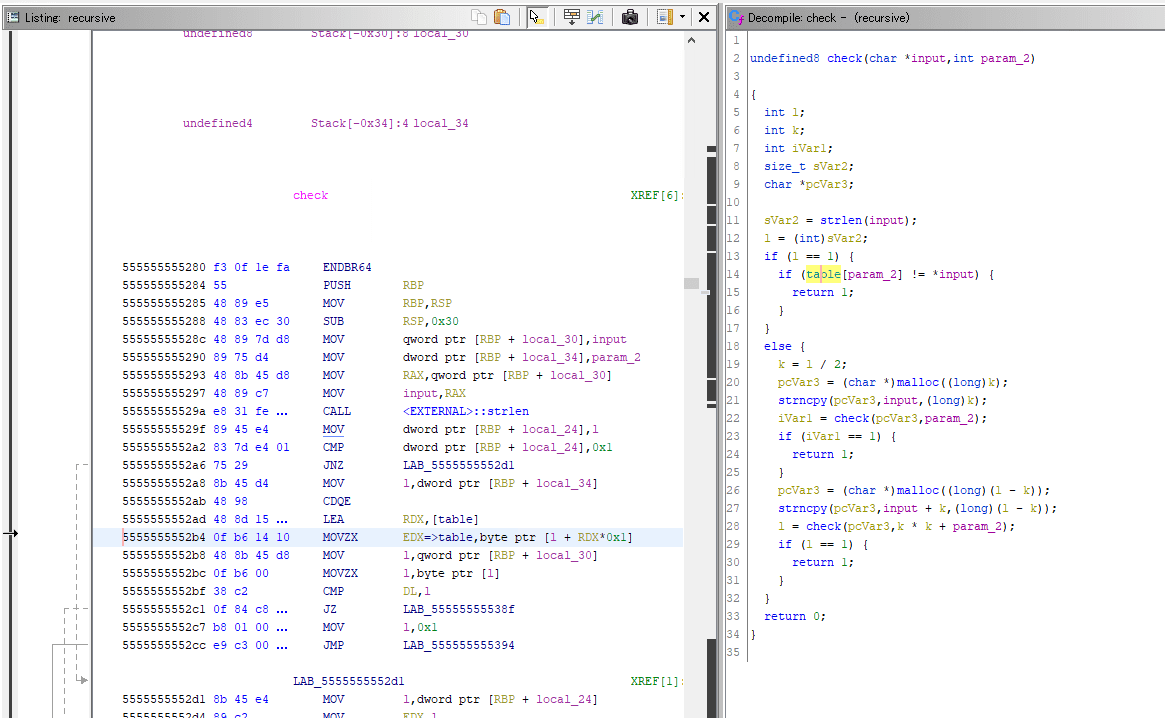 Listing: recursive
undefined8 Stack[-0x30]:8 local_30
undefined4 Stack[-0x34]:4 local_34
check XREF[6]:
555555555280 f3 0f 1e fa ENDBR64
555555555284 55 PUSH RBP
555555555285 48 89 e5 MOV RBP,RSP
555555555288 48 83 ec 30 SUB RSP,0x30
55555555528c 48 89 7d d8 MOV qword ptr [RBP + local_30],input
555555555290 89 75 d4 MOV dword ptr [RBP + local_34],param_2
555555555293 48 8b 45 d8 MOV RAX,qword ptr [RBP + local_30]
555555555297 48 89 c7 MOV input,RAX
55555555529a e8 31 fe ... CALL <EXTERNAL>::strlen
55555555529f 89 45 e4 MOV dword ptr [RBP + local_24],l
5555555552a2 83 7d e4 01 CMP dword ptr [RBP + local_24],0x1
5555555552a6 75 29 JNZ LAB_5555555552d1
5555555552a8 8b 45 d4 MOV l,dword ptr [RBP + local_34]
5555555552ab 48 98 CDQE
5555555552ad 48 8d 15 ... LEA RDX,[table]
5555555552b4 0f b6 14 10 MOVZX EDX=>table,byte ptr [l + RDX*0x1]
5555555552b8 48 8b 45 d8 MOV l,qword ptr [RBP + local_30]
5555555552bc 0f b6 00 MOVZX l,byte ptr [l]
5555555552bf 38 c2 CMP DL,l
5555555552c1 0f 84 c8 ... JZ LAB_55555555538f
5555555552c7 b8 01 00 ... MOV l,0x1
5555555552cc e9 c3 00 ... JMP LAB_555555555394
LAB_5555555552d1 XREF[1]:
5555555552d1 8b 45 e4 MOV l,dword ptr [RBP + local_24]
5555555552d4 89 c2 MOV EDX,l
Decompile: check - (recursive)
1
2 undefined8 check(char *input,int param_2)
3
4 {
5 int l;
6 int k;
7 int iVar1;
8 size_t sVar2;
9 char *pcVar3;
10
11 sVar2 = strlen(input);
12 l = (int)sVar2;
13 if (l == 1) {
14 if (table[param_2] != *input) {
15 return 1;
16 }
17 }
18 else {
19 k = l / 2;
20 pcVar3 = (char *)malloc((long)k);
21 strncpy(pcVar3,input,(long)k);
22 iVar1 = check(pcVar3,param_2);
23 if (iVar1 == 1) {
24 return 1;
25 }
26 pcVar3 = (char *)malloc((long)(l - k));
27 strncpy(pcVar3,input + k,(long)(l - k));
28 l = check(pcVar3,k * k + param_2);
29 if (l == 1) {
30 return 1;
31 }
32 }
33 return 0;
34 }
35